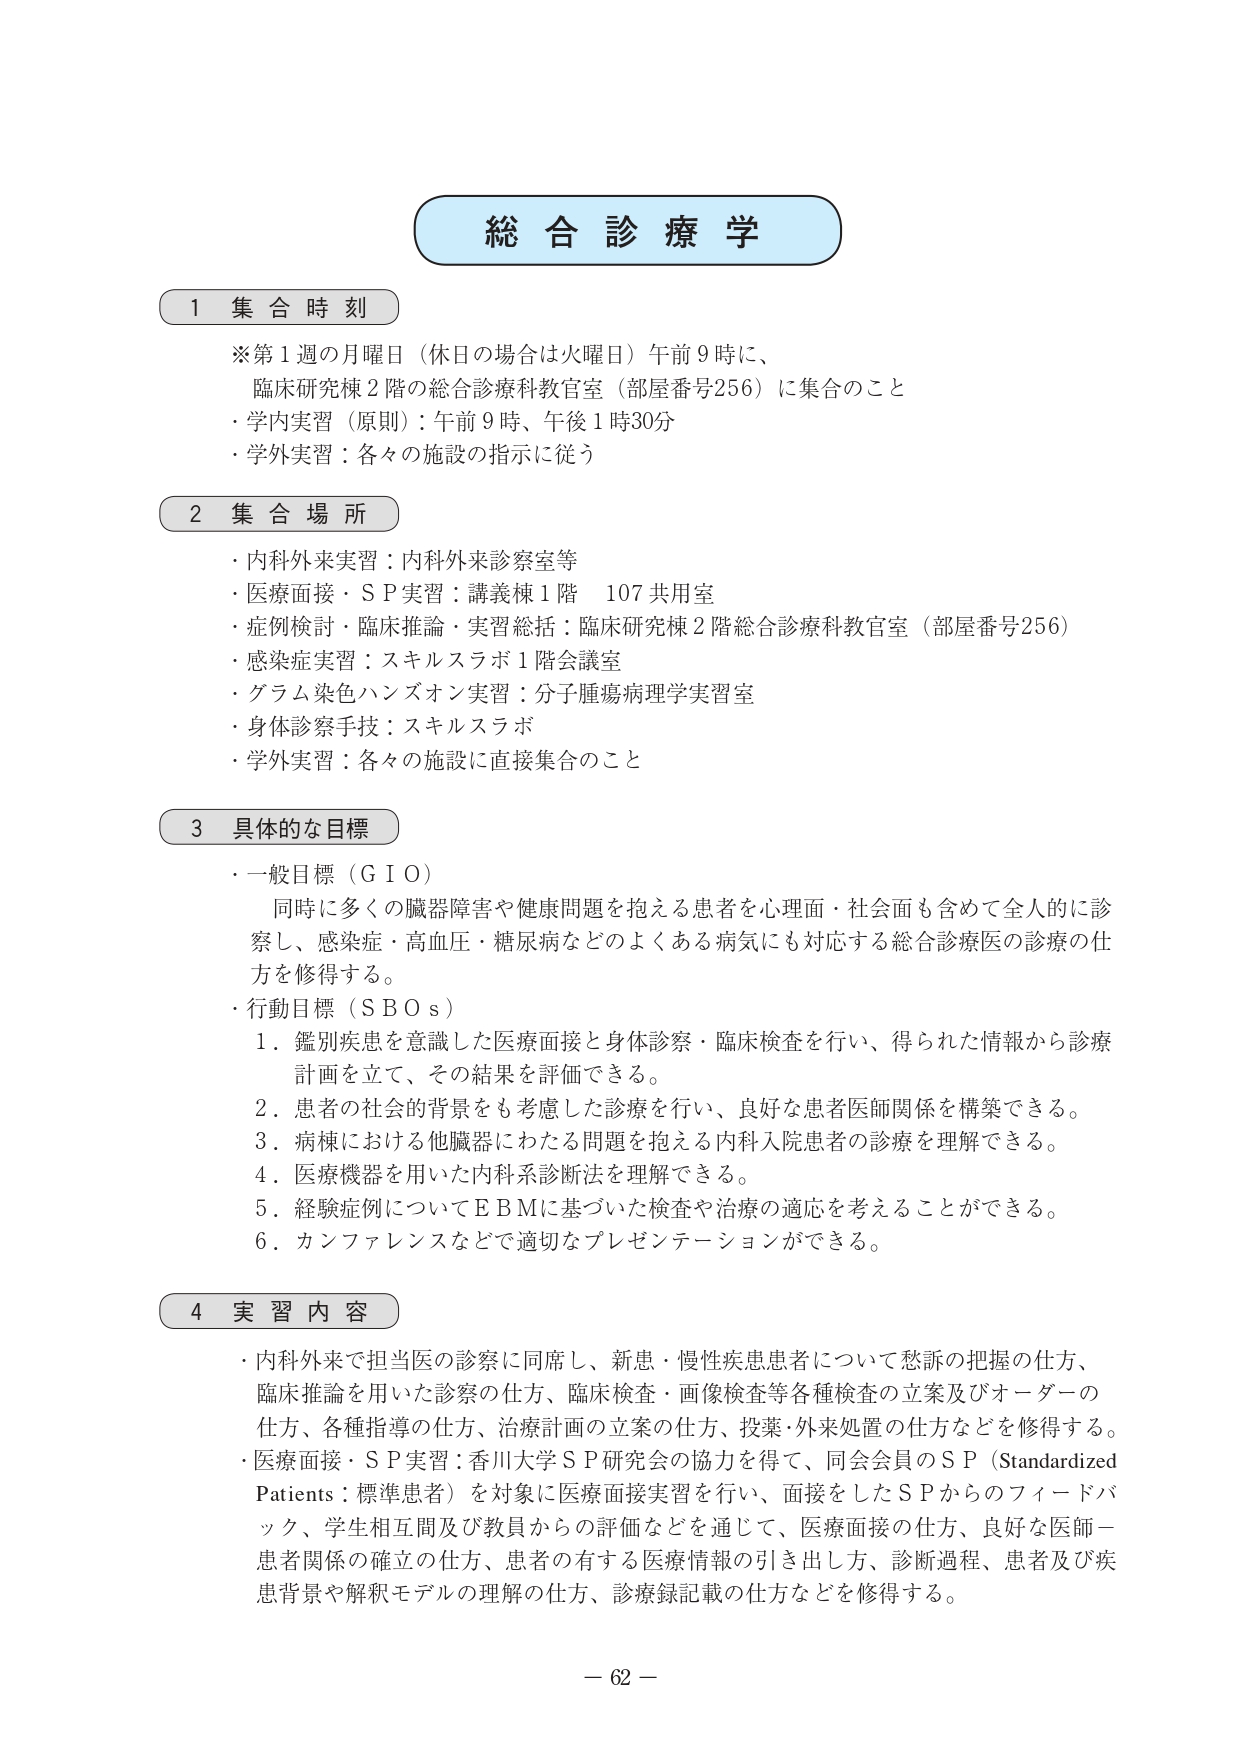 総合診療学
1 集合時刻
※第１週の月曜日（休日の場合は火曜日）午前９時に、
臨床研究棟２階の総合診療科教官室（部屋番号256）に集合のこと
・学内実習（原則）：午前９時、午後１時30分
・学外実習：各々の施設の指示に従う
2 集合場所
・内科外来実習：内科外来診察室等
・医療面接・ＳＰ実習：講義棟１階　107共用室
・症例検討・臨床推論・実習総括：臨床研究棟２階総合診療科教官室（部屋番号256）
・感染症実習：スキルスラボ１階会議室
・グラム染色ハンズオン実習：分子腫瘍病理学実習室
・身体診察手技：スキルスラボ
・学外実習：各々の施設に直接集合のこと
3 具体的な目標
・一般目標（ＧＩＯ）
同時に多くの臓器障害や健康問題を抱える患者を心理面・社会面も含めて全人的に診
察し、感染症・高血圧・糖尿病などのよくある病気にも対応する総合診療医の診療の仕
方を修得する。
・行動目標（ＳＢＯｓ）
１．鑑別疾患を意識した医療面接と身体診察・臨床検査を行い、得られた情報から診療
計画を立て、その結果を評価できる。
２．患者の社会的背景をも考慮した診療を行い、良好な患者医師関係を構築できる。
３．病棟における他臓器にわたる問題を抱える内科入院患者の診療を理解できる。
４．医療機器を用いた内科系診断法を理解できる。
５．経験症例についてＥＢＭに基づいた検査や治療の適応を考えることができる。
６．カンファレンスなどで適切なプレゼンテーションができる。
4 実習内容
・内科外来で担当医の診察に同席し、新患・慢性疾患患者について愁訴の把握の仕方、
臨床推論を用いた診察の仕方、臨床検査・画像検査等各種検査の立案及びオーダーの
仕方、各種指導の仕方、治療計画の立案の仕方、投薬・外来処置の仕方などを修得する。
・医療面接・ＳＰ実習：香川大学ＳＰ研究会の協力を得て、同会会員のＳＰ（Standardized
Patients：標準患者）を対象に医療面接実習を行い、面接をしたＳＰからのフィードバ
ック、学生相互間及び教員からの評価などを通じて、医療面接の仕方、良好な医師－
患者関係の確立の仕方、患者の有する医療情報の引き出し方、診断過程、患者及び疾
患背景や解釈モデルの理解の仕方、診療録記載の仕方などを修得する。
― 62 ―